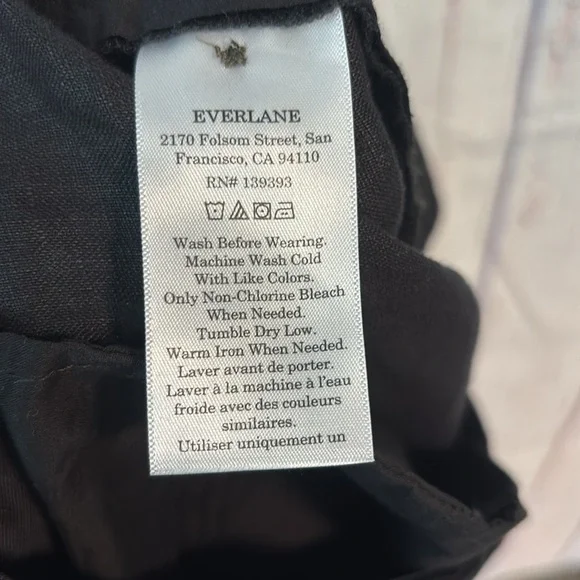 EVERLANE
2170 Folsom Street, San
Francisco, CA 94110
RN# 139393
Wash Before Wearing.
Machine Wash Cold
With Like Colors.
Only Non-Chlorine Bleach
When Needed.
Tumble Dry Low.
Warm Iron When Needed.
Laver avant de porter.
Laver à la machine à l'eau
froide avec des couleurs
similaires.
Utiliser uniquement un